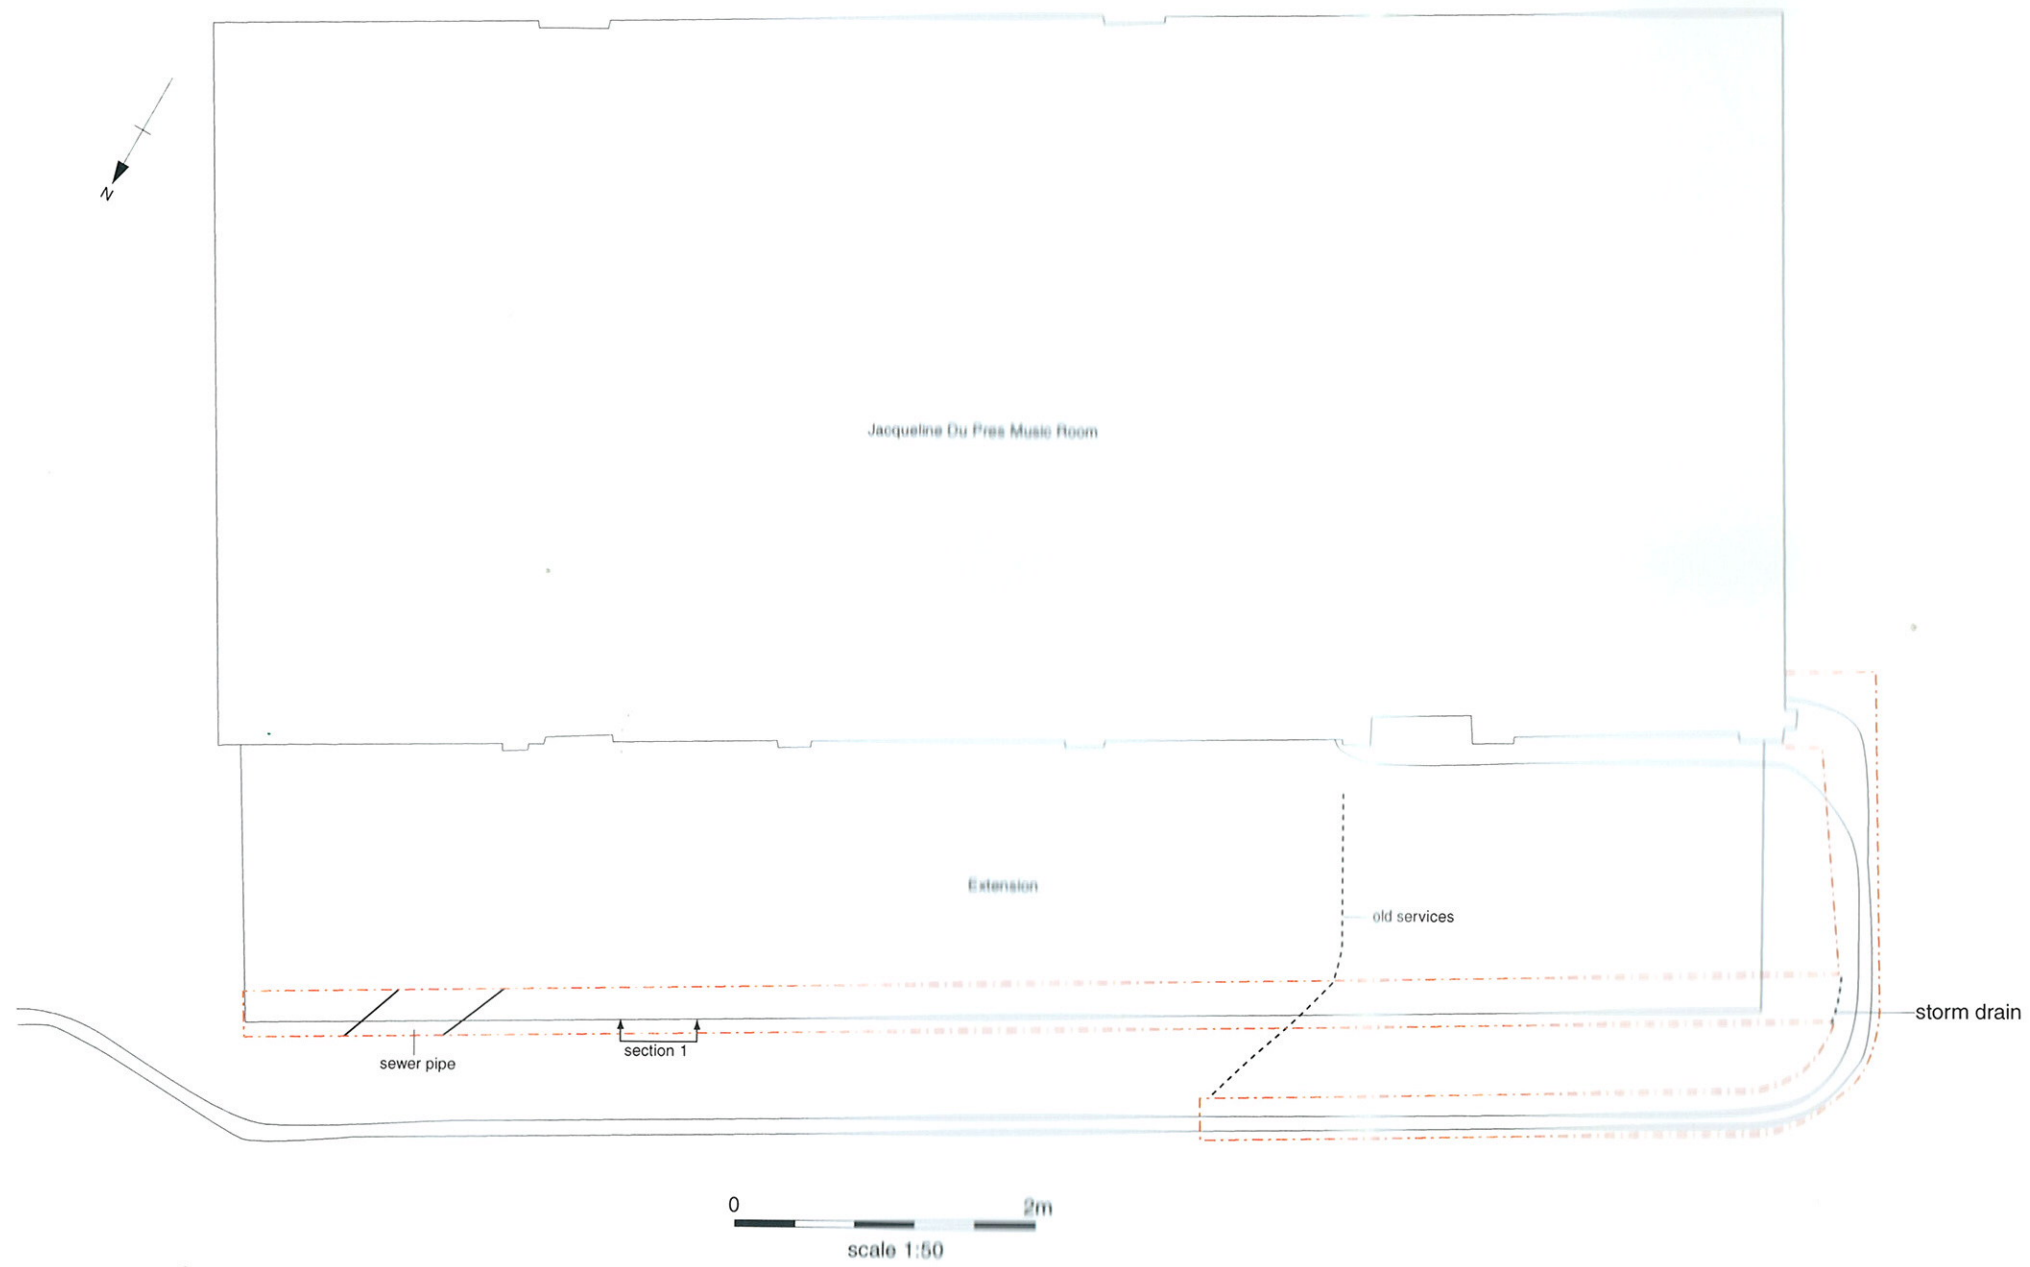 N
Jacqueline Du Pres Music Room
Extension
old services
storm drain
section 1
sewer pipe
0 2m
scale 1:50